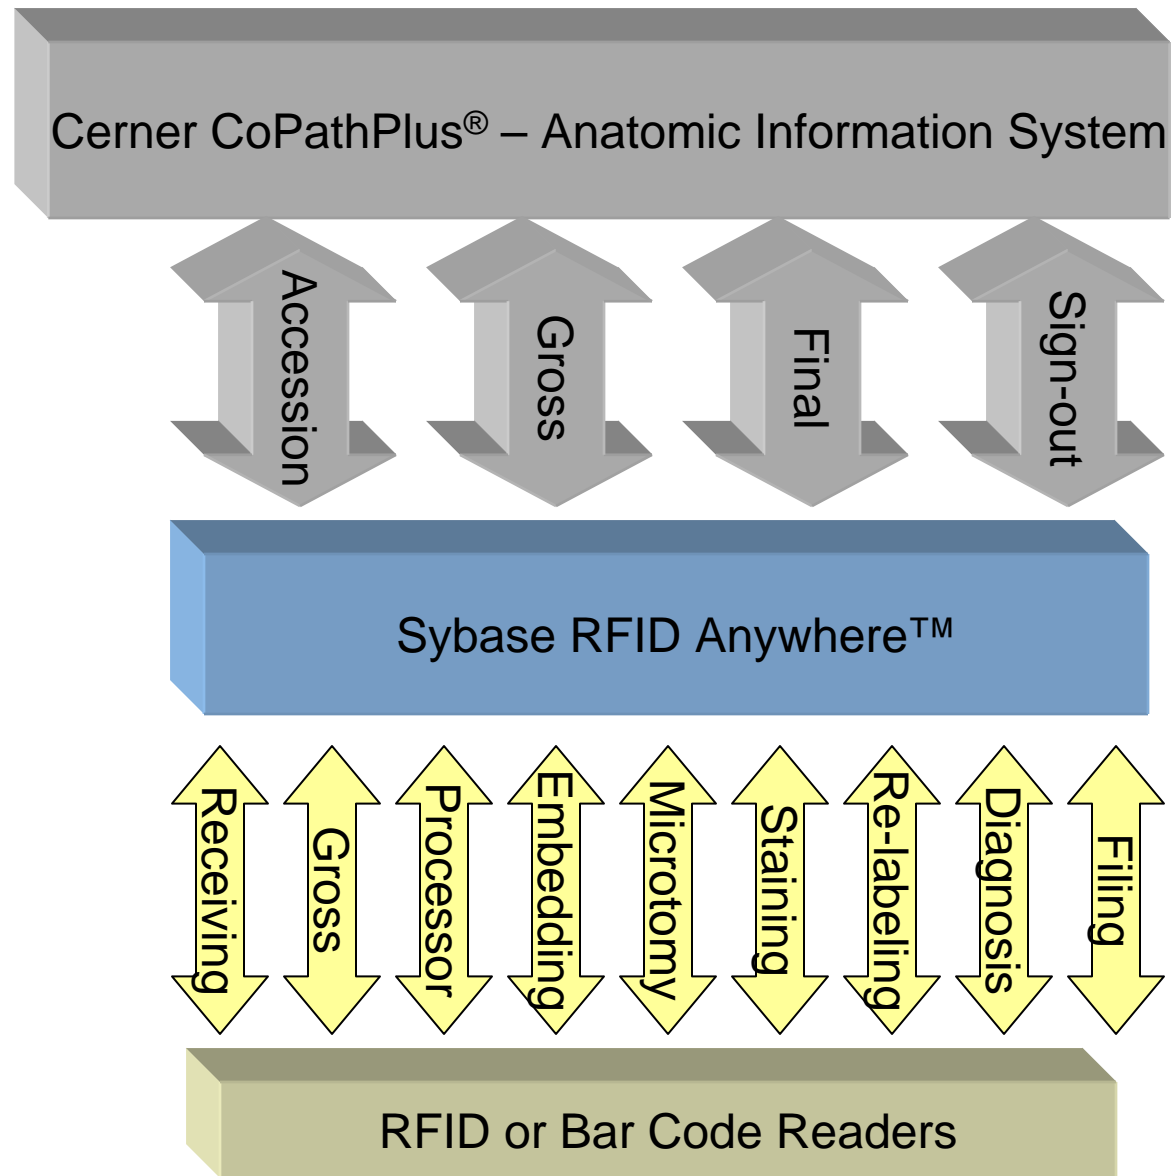 Cerner CoPathPlus® – Anatomic Information System
Accession
Gross
Final
Sign-out
Sybase RFID Anywhere™
Receiving
Gross
Processor
Embedding
Microtomy
Staining
Re-labeling
Diagnosis
Filing
RFID or Bar Code Readers